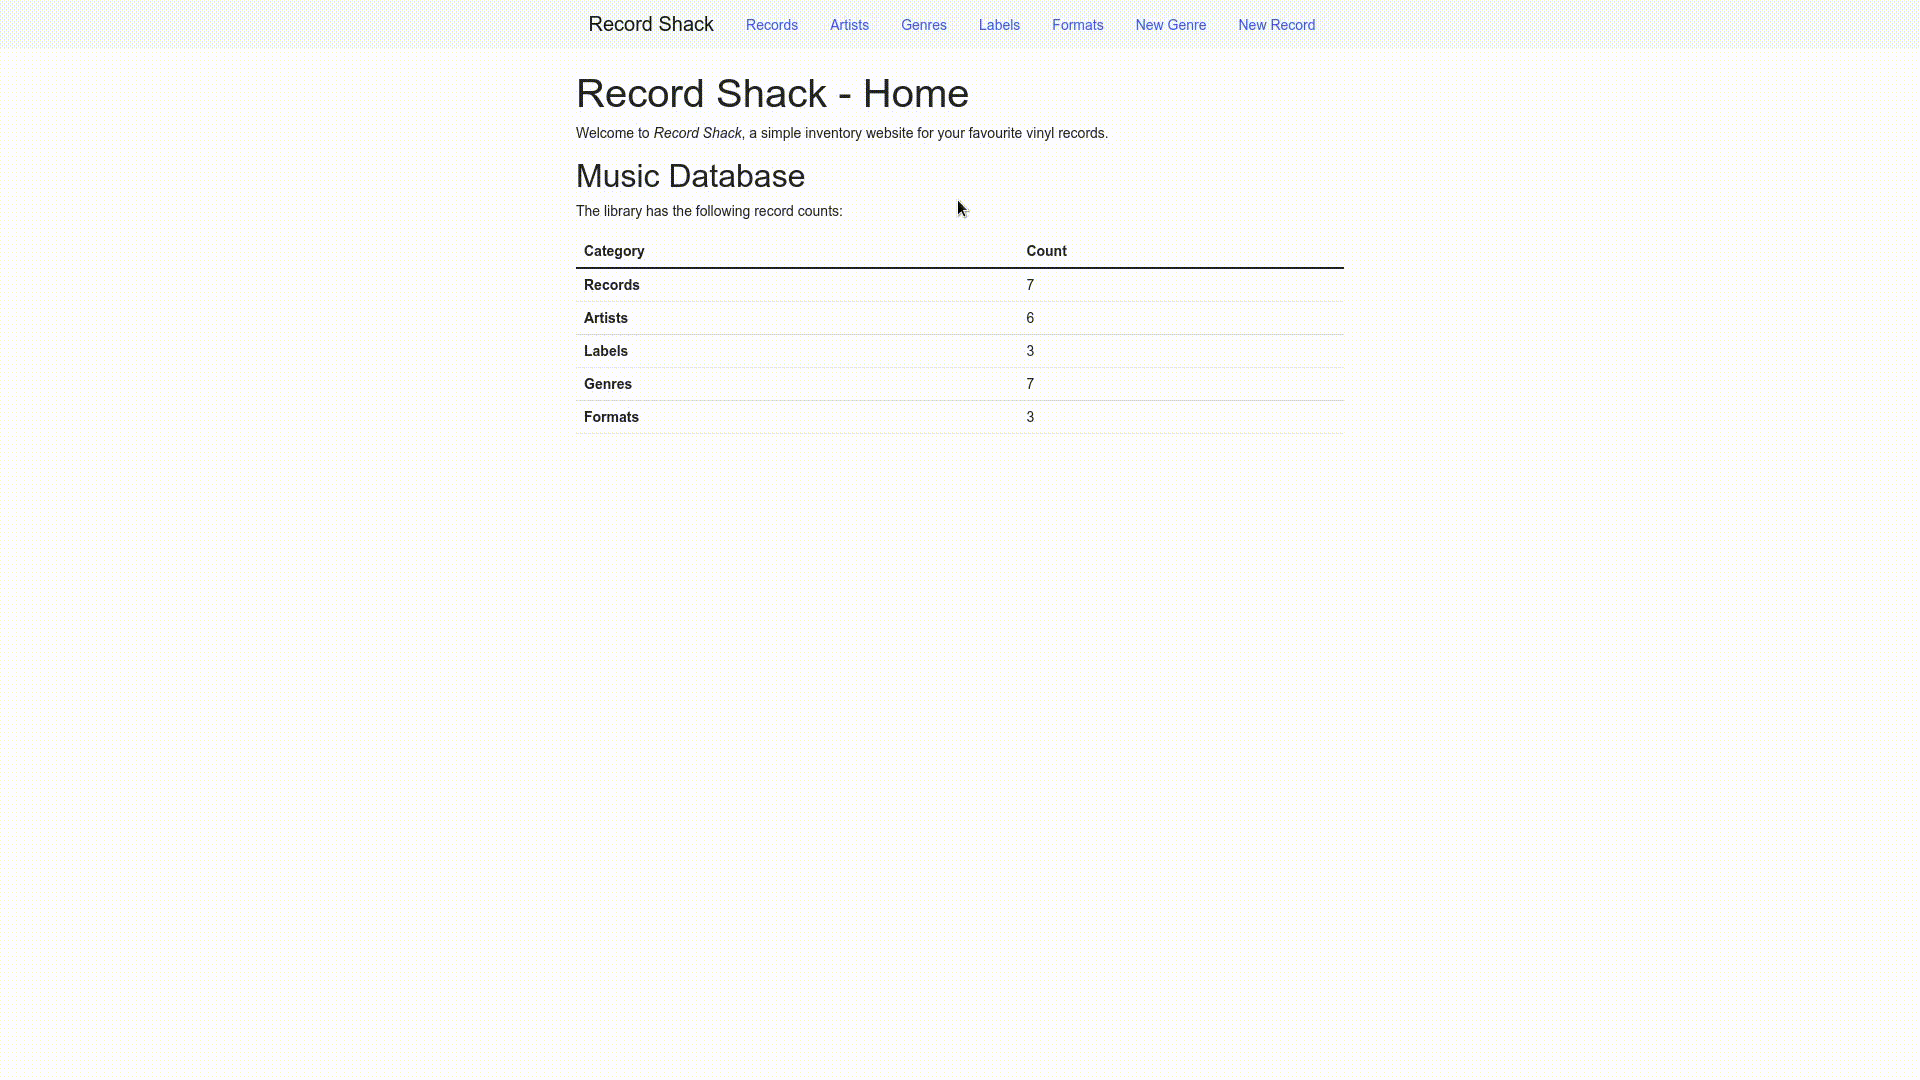 Record Shack Records Artists Genres Labels Formats New Genre New Record
Record Shack - Home
Welcome to Record Shack, a simple inventory website for your favourite vinyl records.
Music Database
The library has the following record counts:
Category Count
Records 7
Artists 6
Labels 3
Genres 7
Formats 3